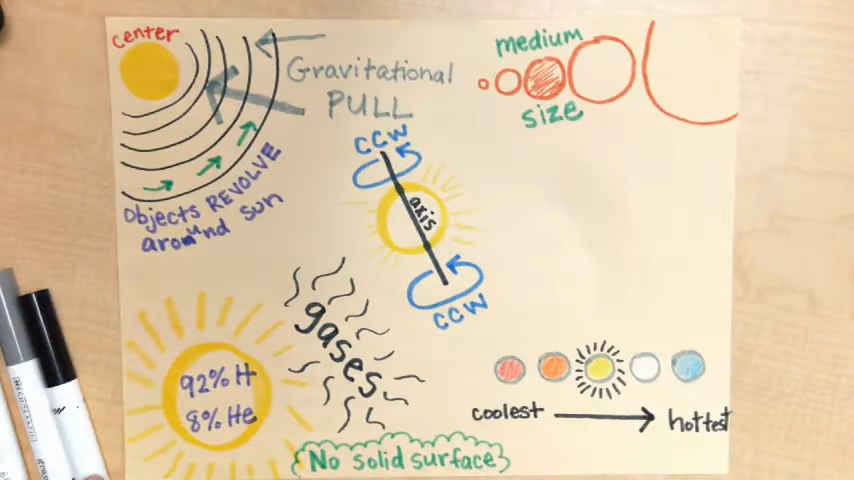 center
Gravitational
PULL
Objects REVOLVE
around sun
medium
size
CCW
axis
CCW
92% H
8% He
gases
No solid surface
coolest
hottest